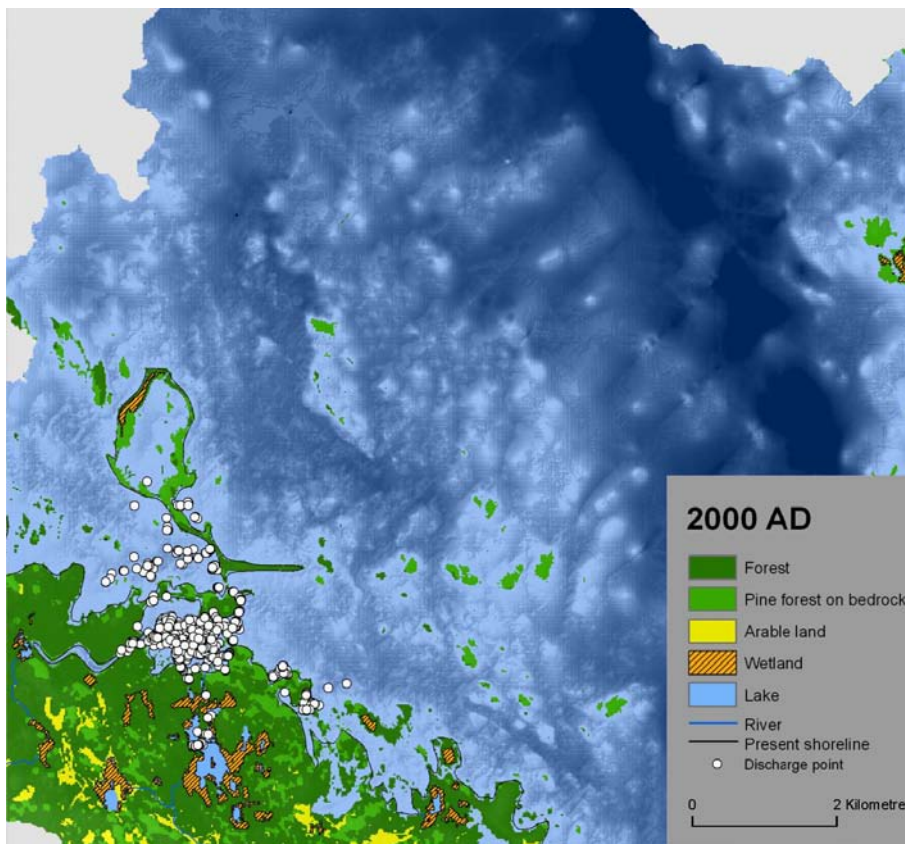 2000 AD
Forest
Pine forest on bedrock
Arable land
Wetland
Lake
River
Present shoreline
Discharge point
0 2 Kilometre